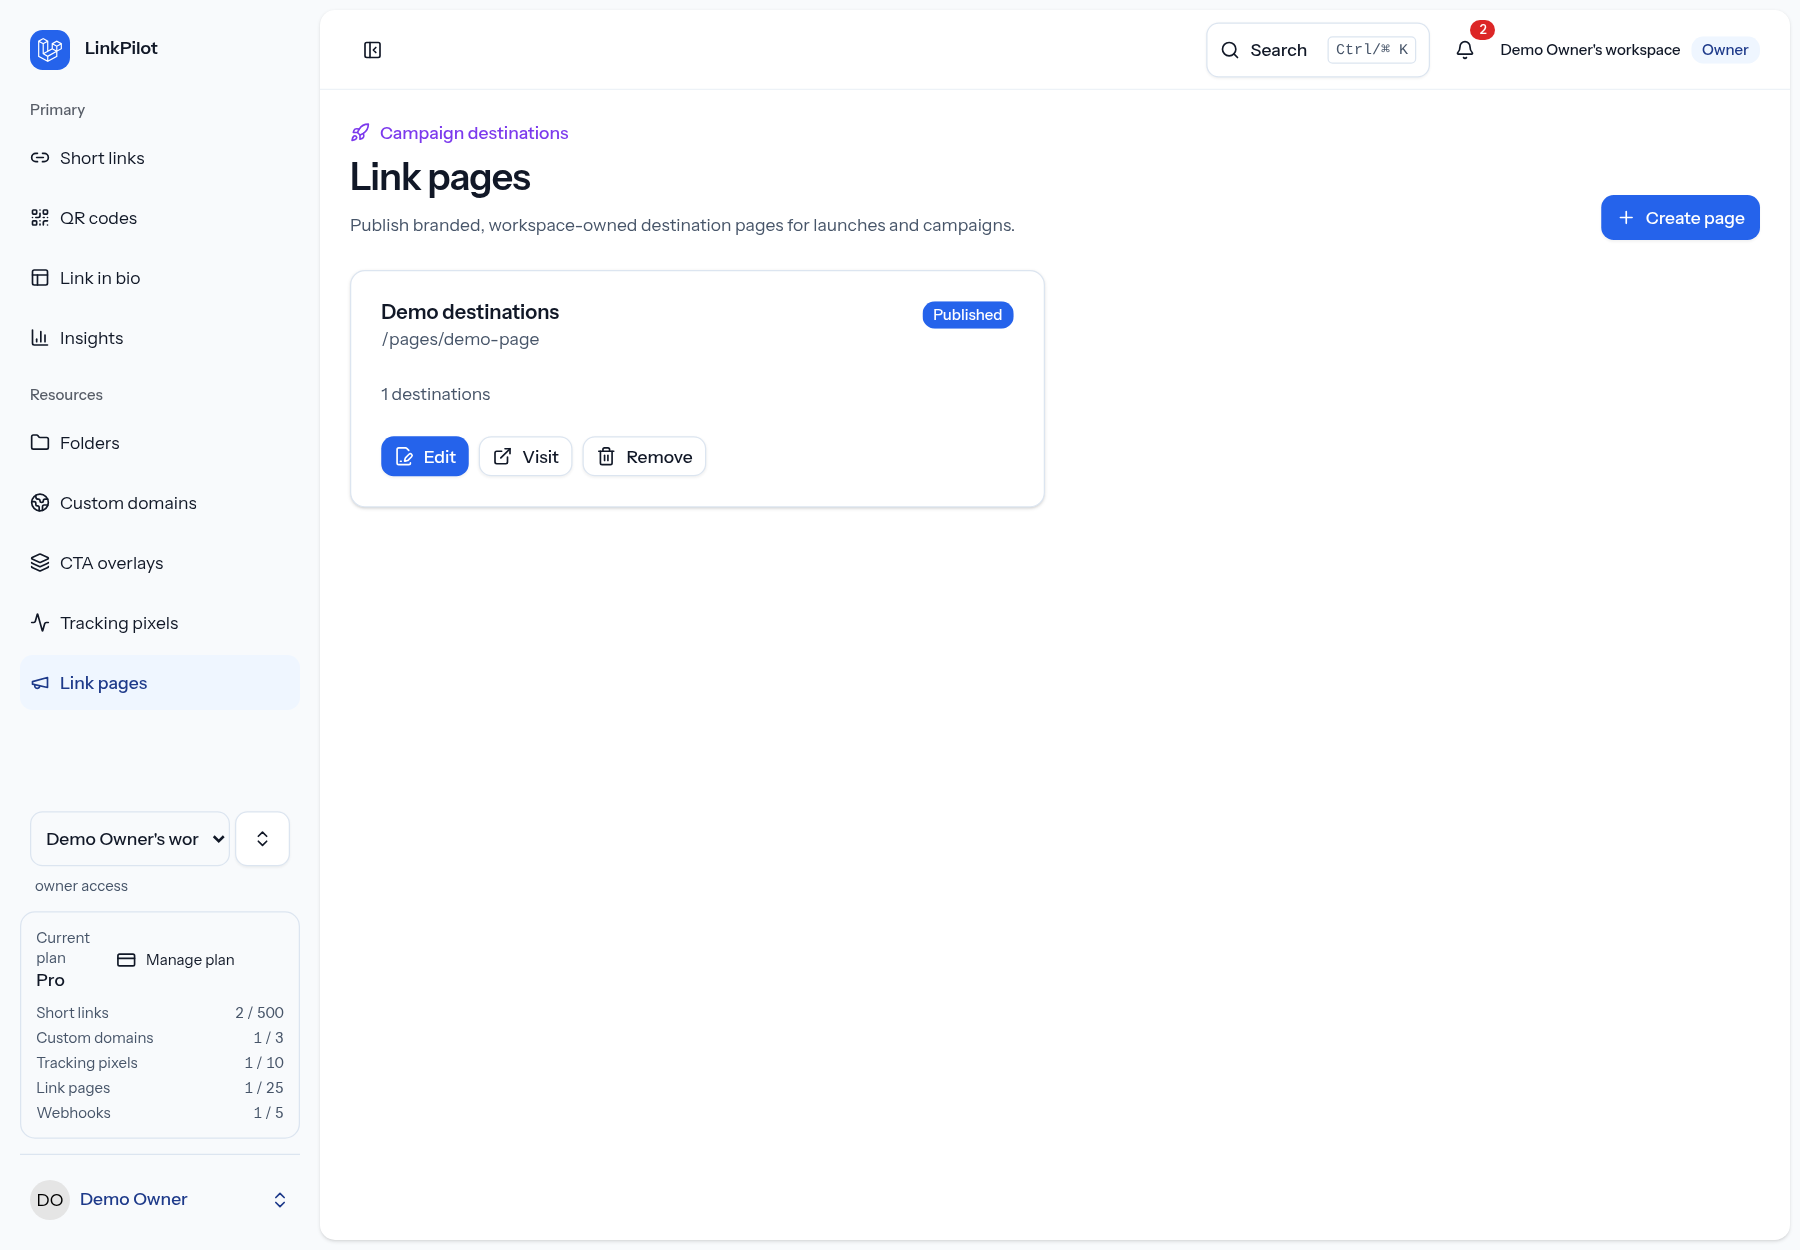 LinkPilot
Primary
Short links
QR codes
Link in bio
Insights
Resources
Folders
Custom domains
CTA overlays
Tracking pixels
Link pages
Demo Owner's wor
owner access
Current plan
Pro
Manage plan
Short links 2 / 500
Custom domains 1 / 3
Tracking pixels 1 / 10
Link pages 1 / 25
Webhooks 1 / 5
DO Demo Owner
Search Ctrl/⌘ K
2
Demo Owner's workspace Owner
Campaign destinations
Link pages
Publish branded, workspace-owned destination pages for launches and campaigns.
Create page
Demo destinations
Published
/pages/demo-page
1 destinations
Edit Visit Remove